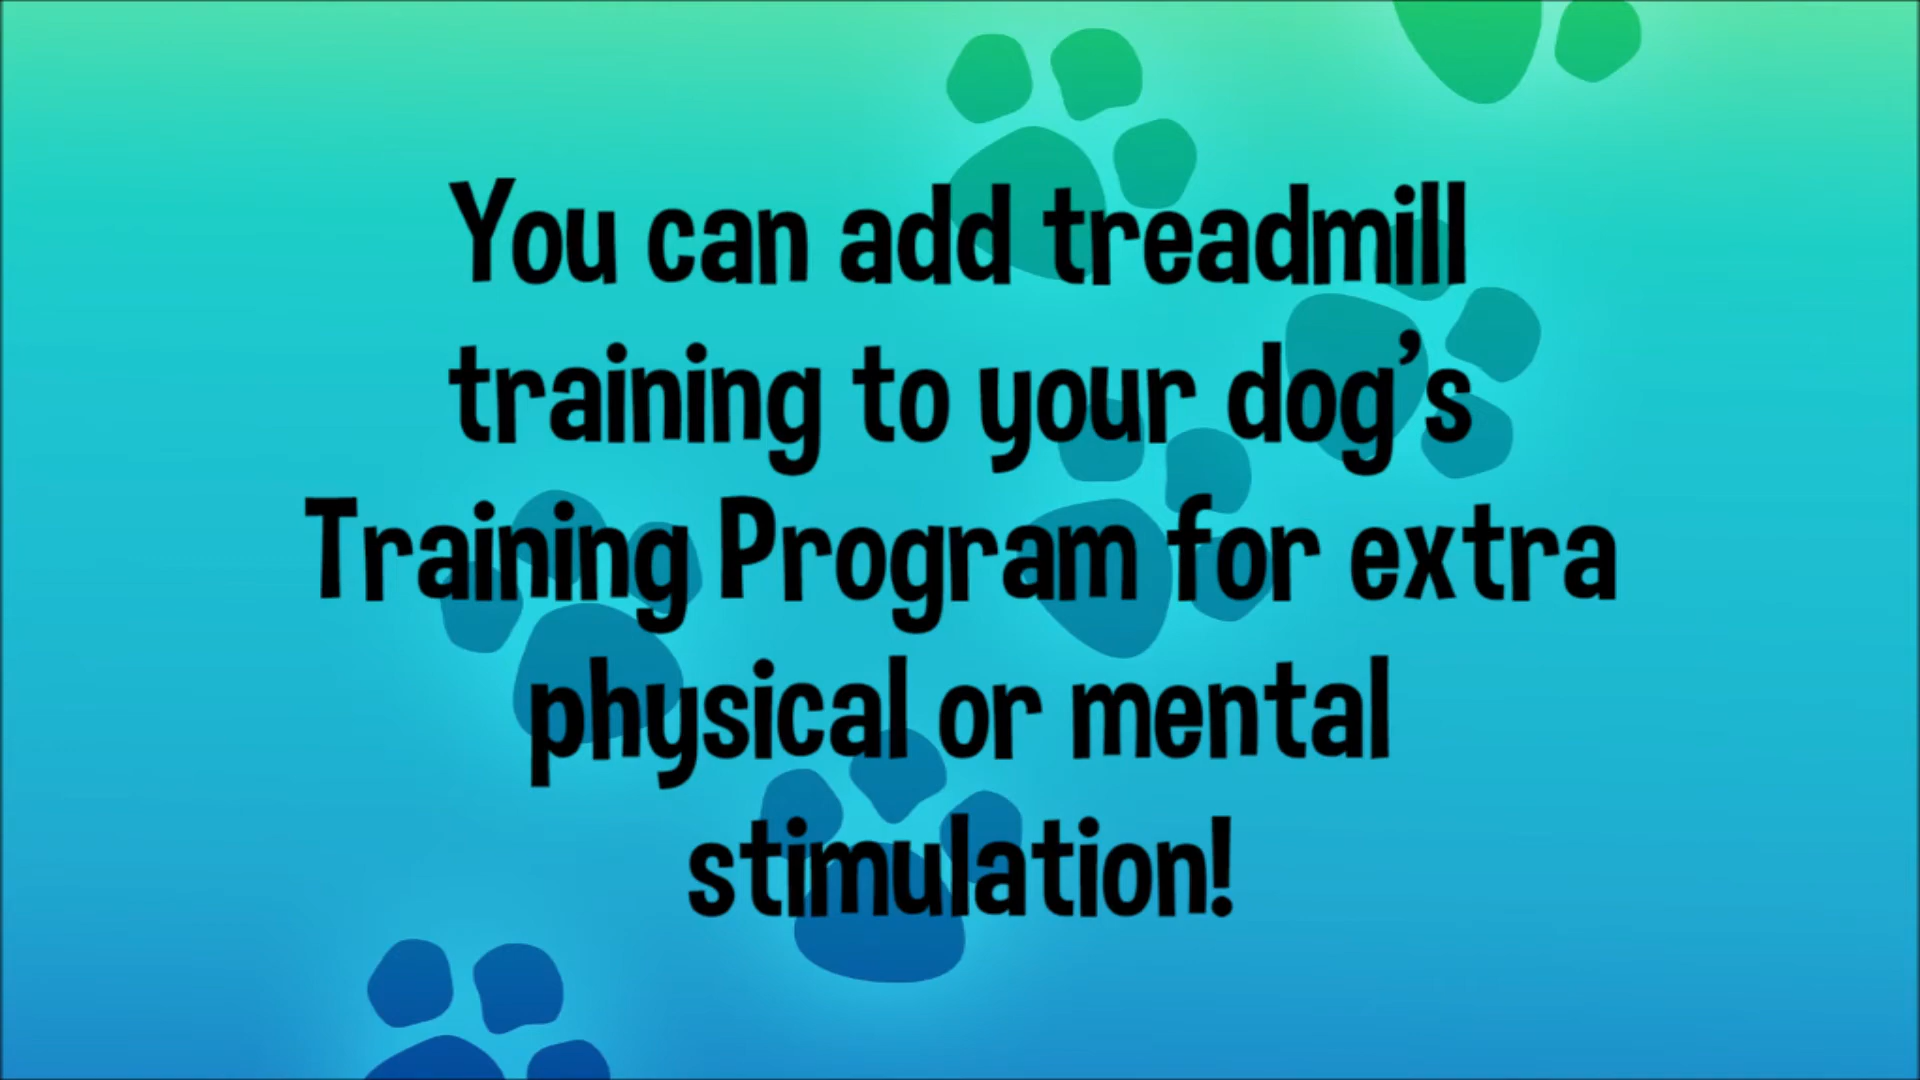 You can add treadmill
training to your dog’s
Training Program for extra
physical or mental
stimulation!